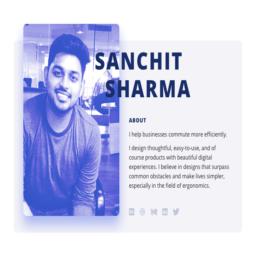 SANCHIT
SHARMA
ABOUT
I help businesses commute more efficiently.
I design thoughtful, easy-to-use, and of
course products with beautiful digital
experiences. I believe in designs that surpass
common obstacles and make lives simpler,
especially in the field of ergonomics.